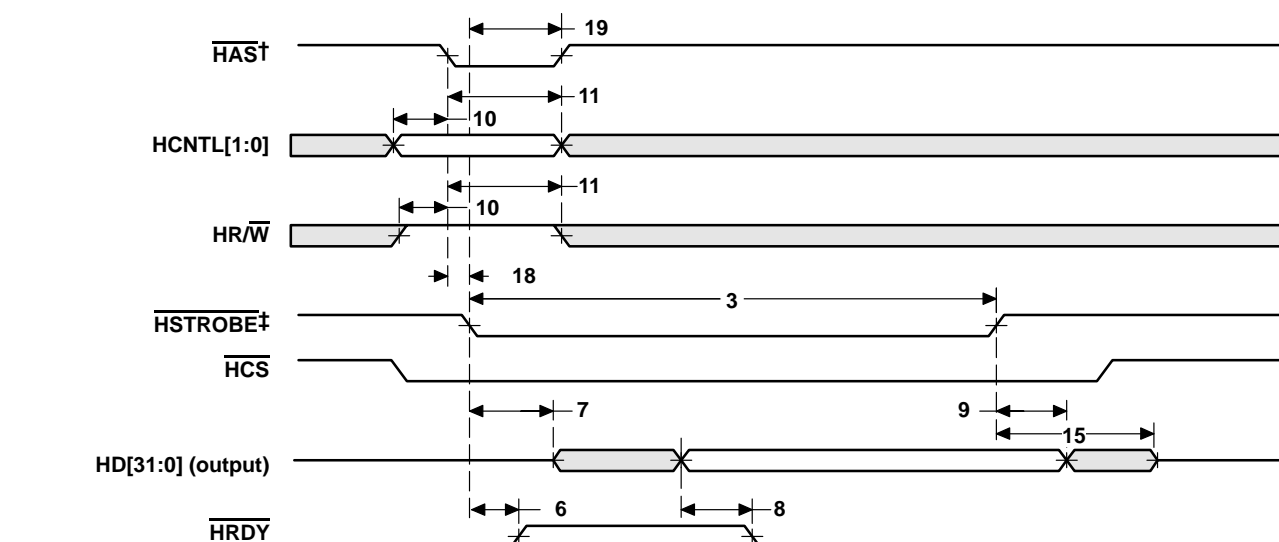 19
HAS†
11
10
HCNTL[1:0]
11
10
HR/W
18
3
HSTROBE‡
HCS
7
9
15
HD[31:0] (output)
6
8
HRDY